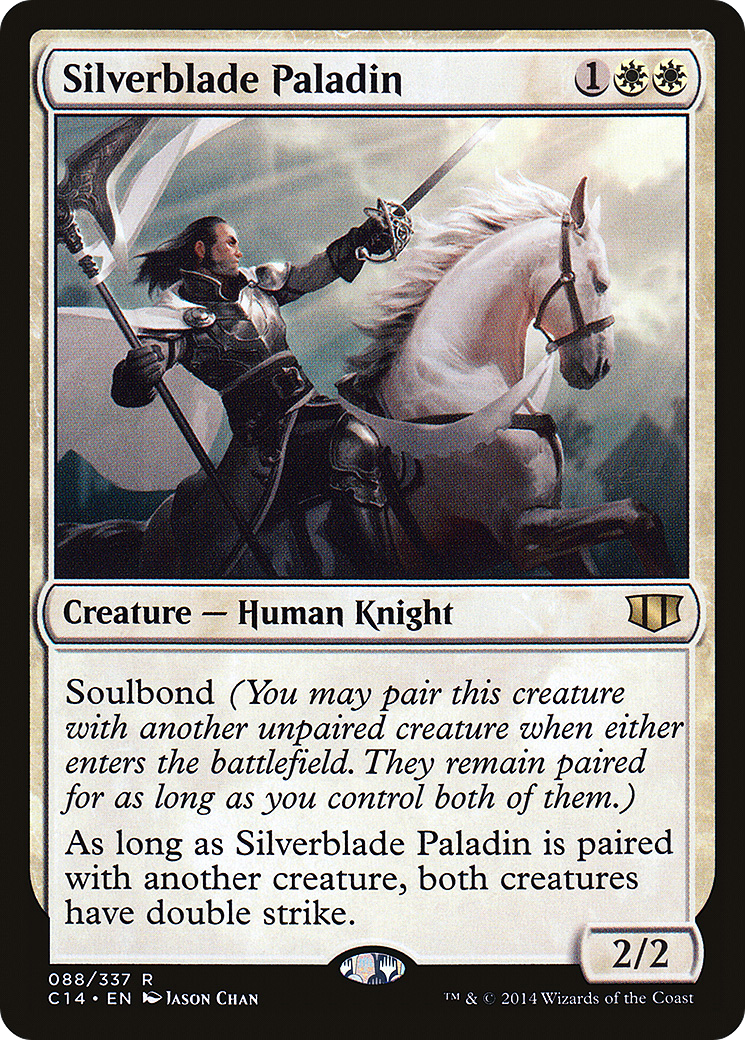 Silverblade Paladin 1
Creature — Human Knight
Soulbond (You may pair this creature
with another unpaired creature when either
enters the battlefield. They remain paired
for as long as you control both of them.)
As long as Silverblade Paladin is paired
with another creature, both creatures
have double strike.
2/2
088/337 R
C14 • EN Jason Chan
™ & © 2014 Wizards of the Coast